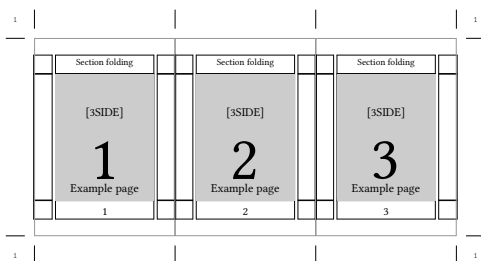 1 1
Section folding Section folding Section folding
[3SIDE] [3SIDE] [3SIDE]
1 2 3
Example page Example page Example page
1 2 3
1 1